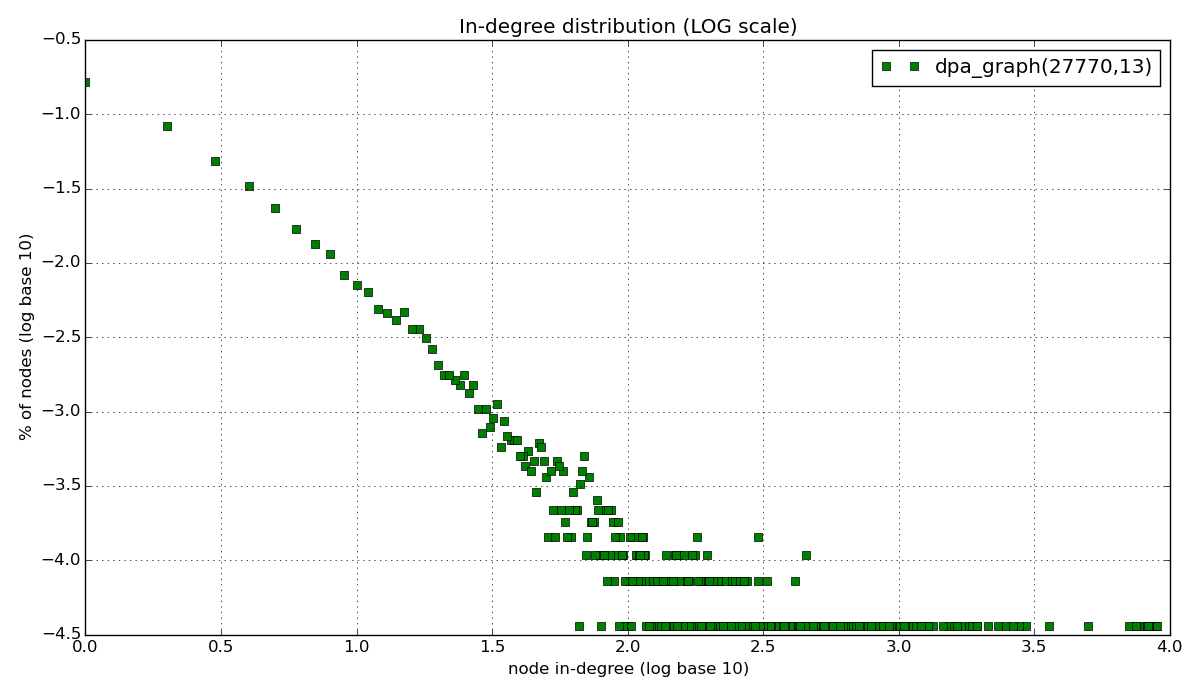 In-degree distribution (LOG scale)
dpa_graph(27770,13)
% of nodes (log base 10)
−0.5
−1.0
−1.5
−2.0
−2.5
−3.0
−3.5
−4.0
−4.5
0.0 0.5 1.0 1.5 2.0 2.5 3.0 3.5 4.0
node in-degree (log base 10)